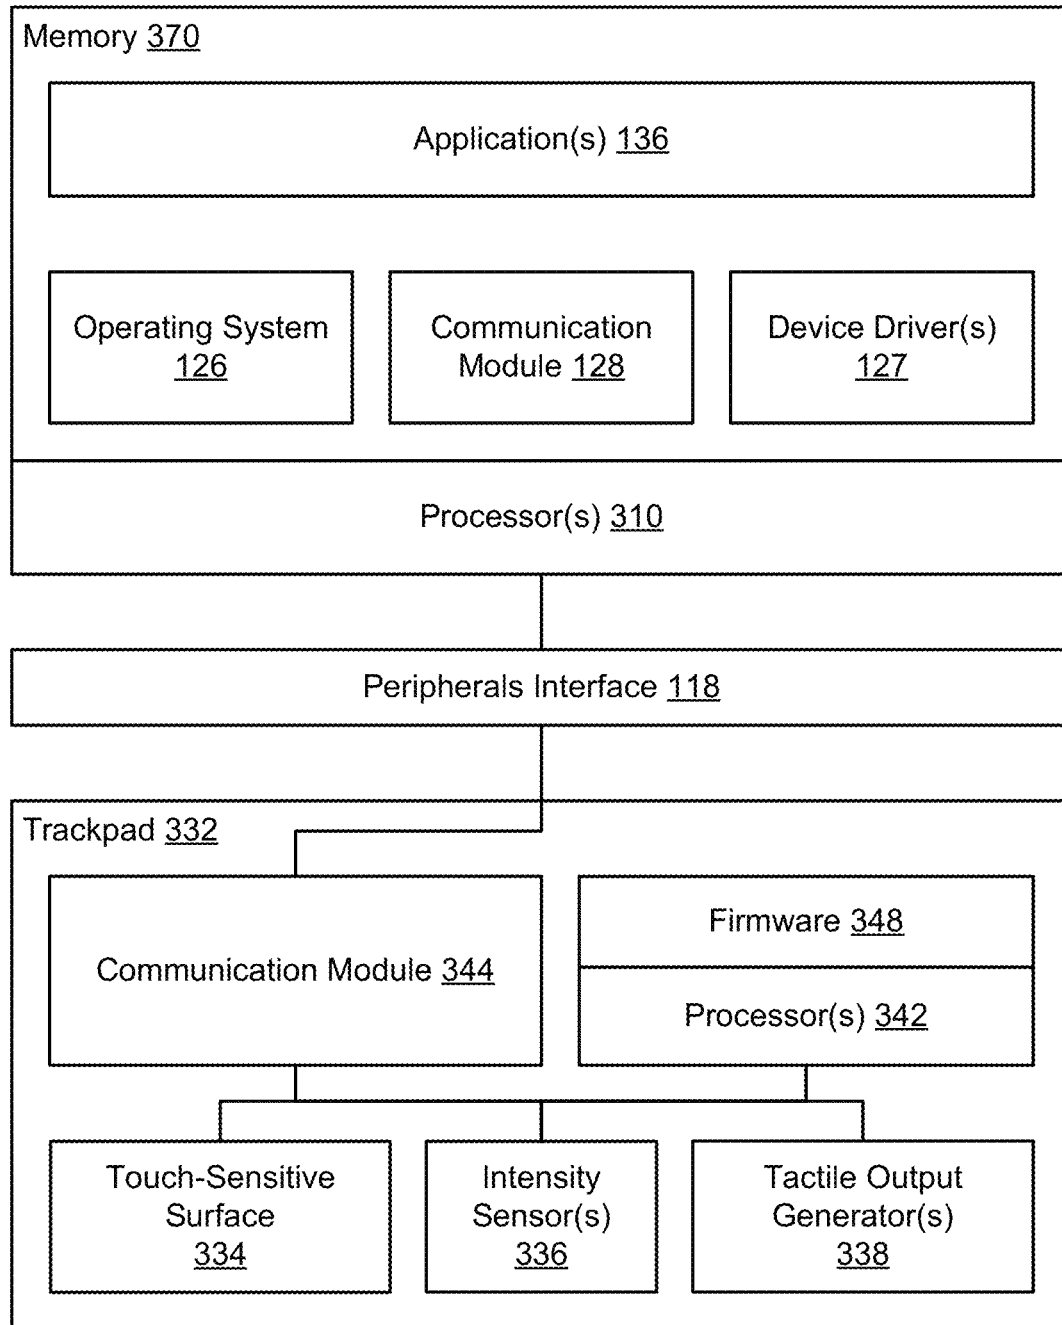 Memory 370
Application(s) 136
Operating System
126
Communication
Module 128
Device Driver(s)
127
Processor(s) 310
Peripherals Interface 118
Trackpad 332
Communication Module 344
Firmware 348
Processor(s) 342
Touch-Sensitive
Surface
334
Intensity
Sensor(s)
336
Tactile Output
Generator(s)
338